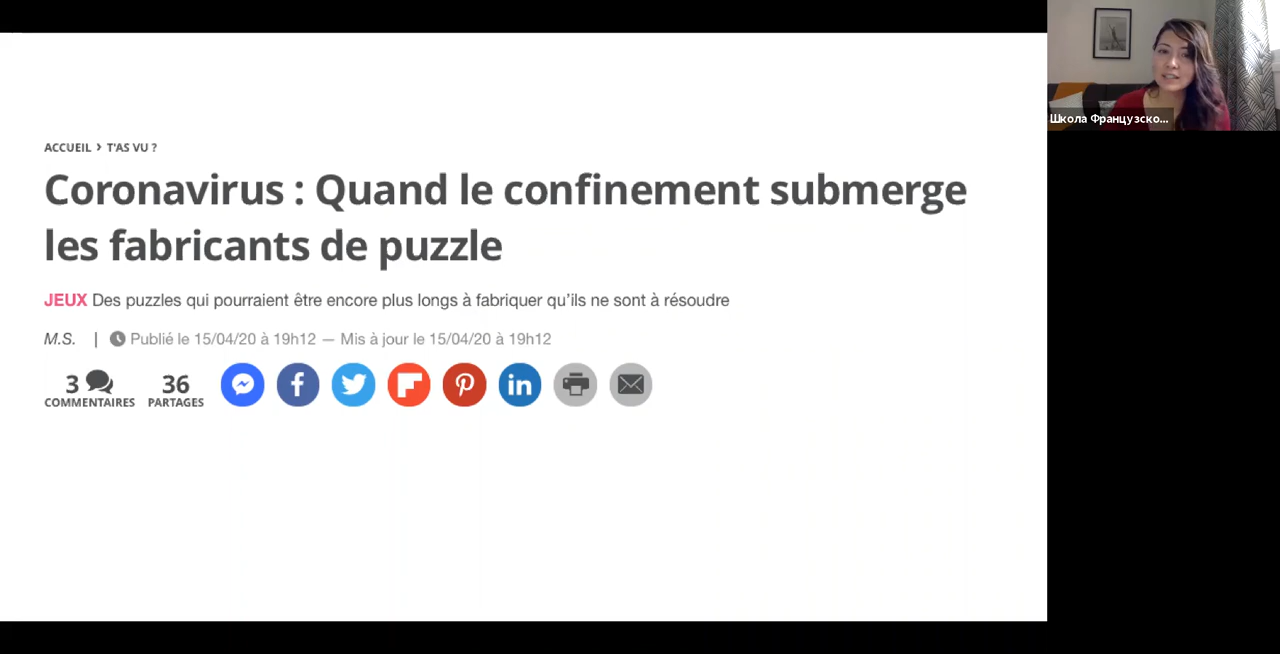 ACCUEIL › T'AS VU ?
Coronavirus : Quand le confinement submerge
les fabricants de puzzle
JEUX Des puzzles qui pourraient être encore plus longs à fabriquer qu'ils ne sont à résoudre
M.S. | Publié le 15/04/20 à 19h12 — Mis à jour le 15/04/20 à 19h12
3 36
COMMENTAIRES PARTAGES
Школа Французско...